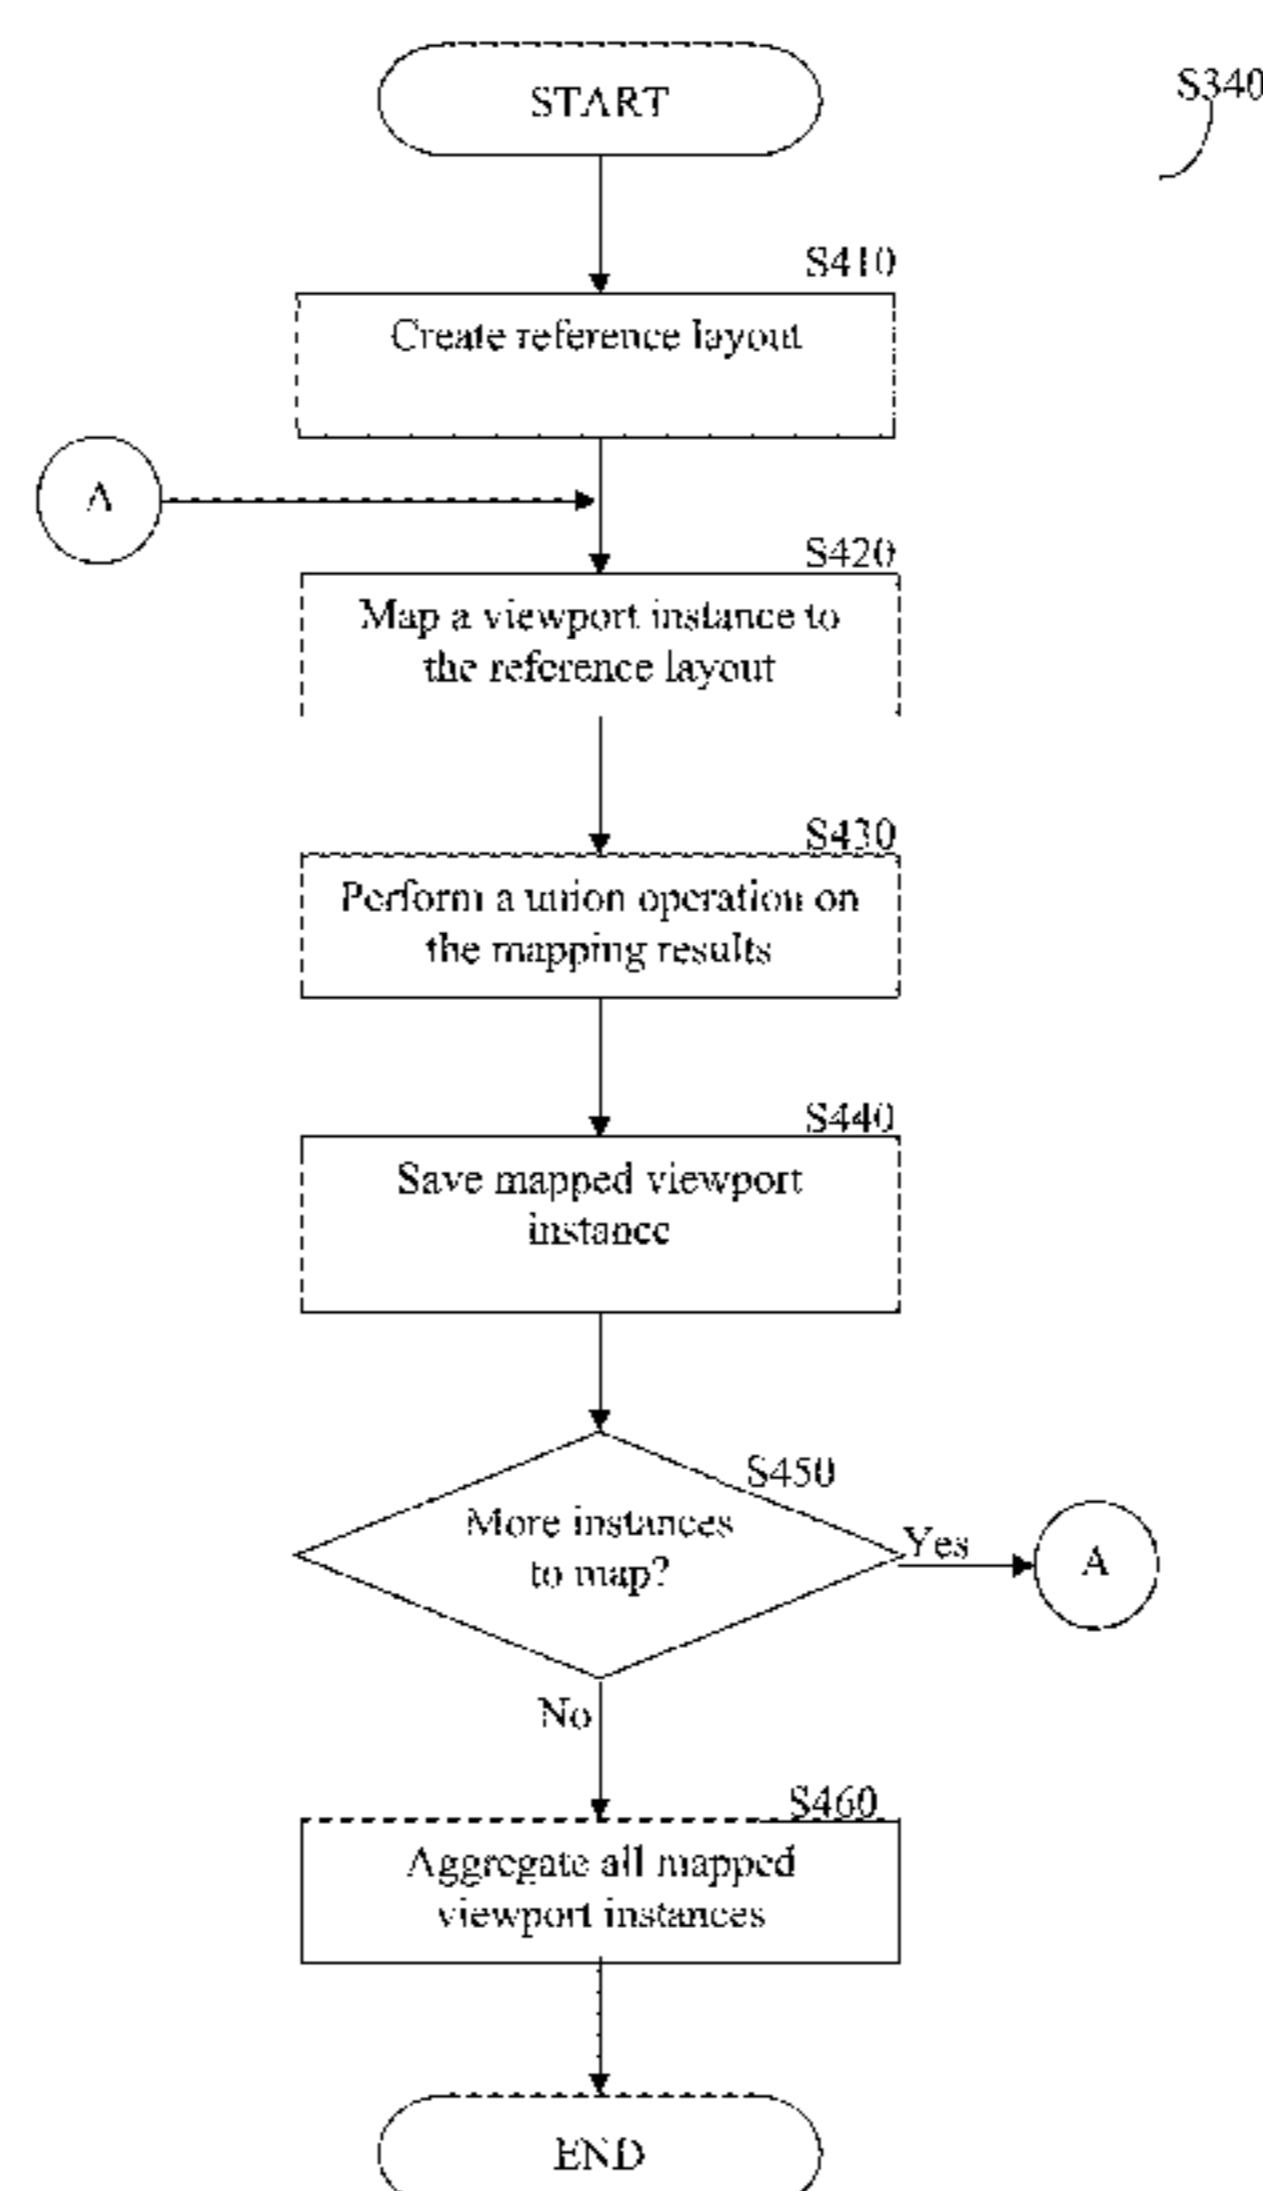 START
S340
S410
Create reference layout
A
S420
Map a viewport instance to
the reference layout
S430
Perform a union operation on
the mapping results
S440
Save mapped viewport
instance
S450
More instances
to map?
Yes
A
No
S460
Aggregate all mapped
viewport instances
END